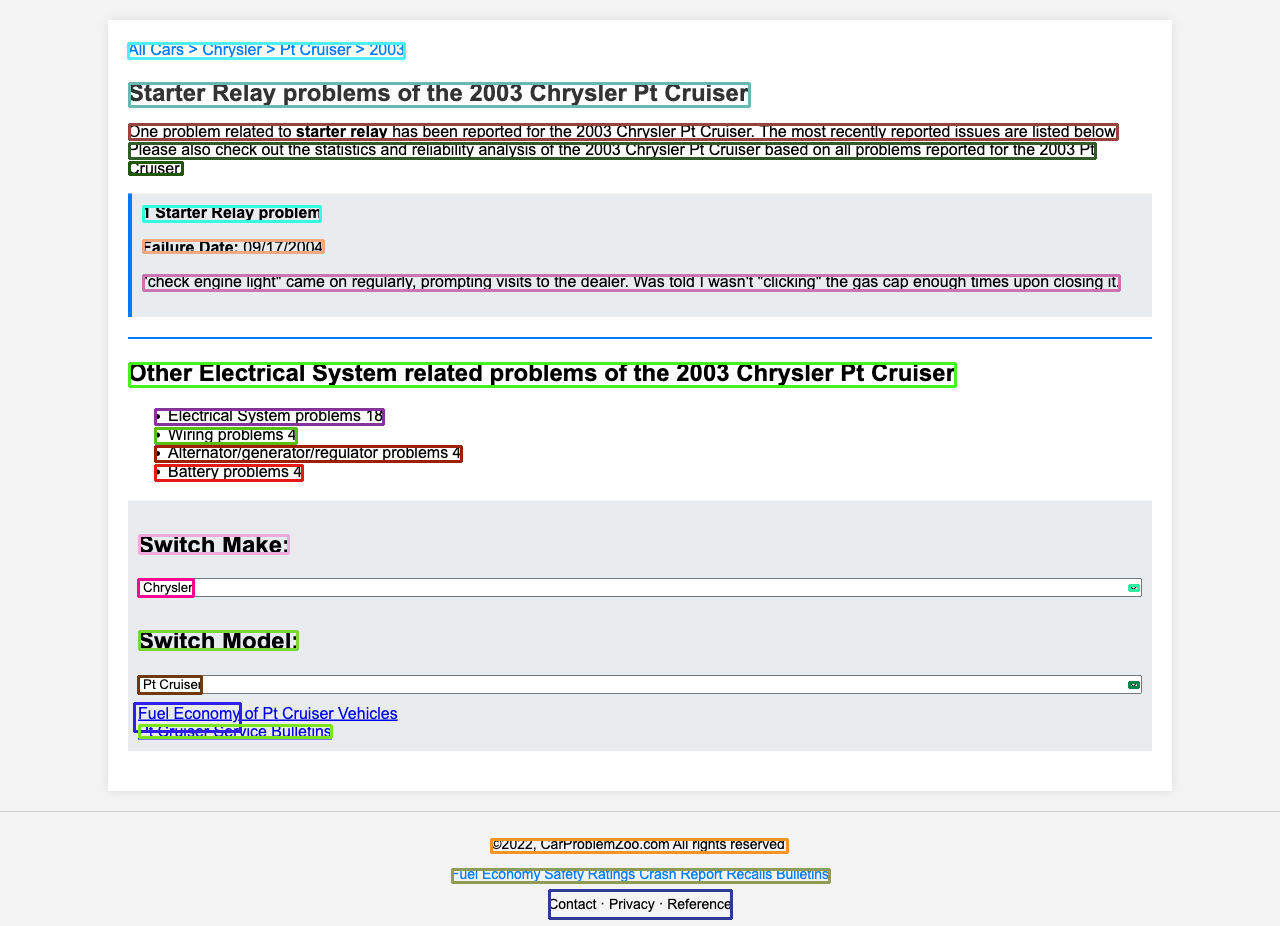 All Cars > Chrysler > Pt Cruiser > 2003
Starter Relay problems of the 2003 Chrysler Pt Cruiser
One problem related to starter relay has been reported for the 2003 Chrysler Pt Cruiser. The most recently reported issues are listed below.
Please also check out the statistics and reliability analysis of the 2003 Chrysler Pt Cruiser based on all problems reported for the 2003 Pt
Cruiser.
1 Starter Relay problem
Failure Date: 09/17/2004
"check engine light" came on regularly, prompting visits to the dealer. Was told I wasn't "clicking" the gas cap enough times upon closing it.
Other Electrical System related problems of the 2003 Chrysler Pt Cruiser
• Electrical System problems 18
• Wiring problems 4
• Alternator/generator/regulator problems 4
• Battery problems 4
Switch Make:
Chrysler
Switch Model:
Pt Cruiser
Fuel Economy of Pt Cruiser Vehicles
Pt Cruiser Service Bulletins
©2022, CarProblemZoo.com All rights reserved.
Fuel Economy Safety Ratings Crash Report Recalls Bulletins
Contact · Privacy · Reference